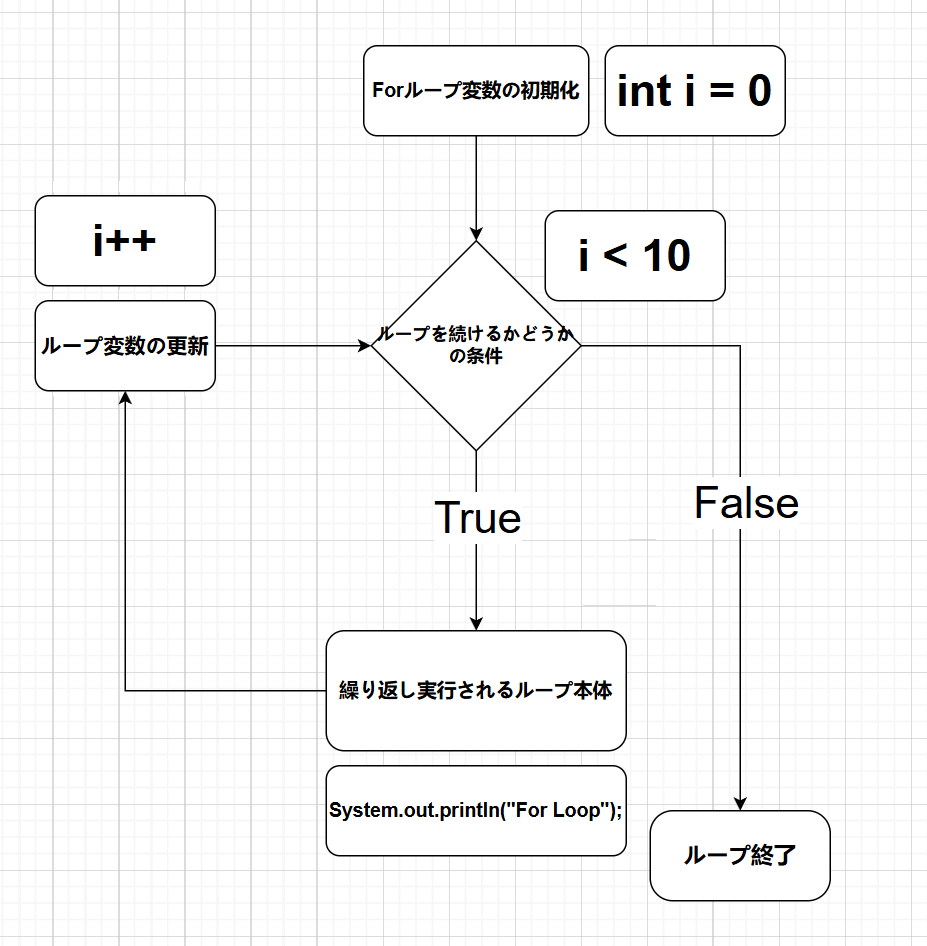 Forループ変数の初期化
int i = 0
i++
i < 10
ループ変数の更新
ループを続けるかどうか
の条件
True
False
繰り返し実行されるループ本体
System.out.println("For Loop");
ループ終了